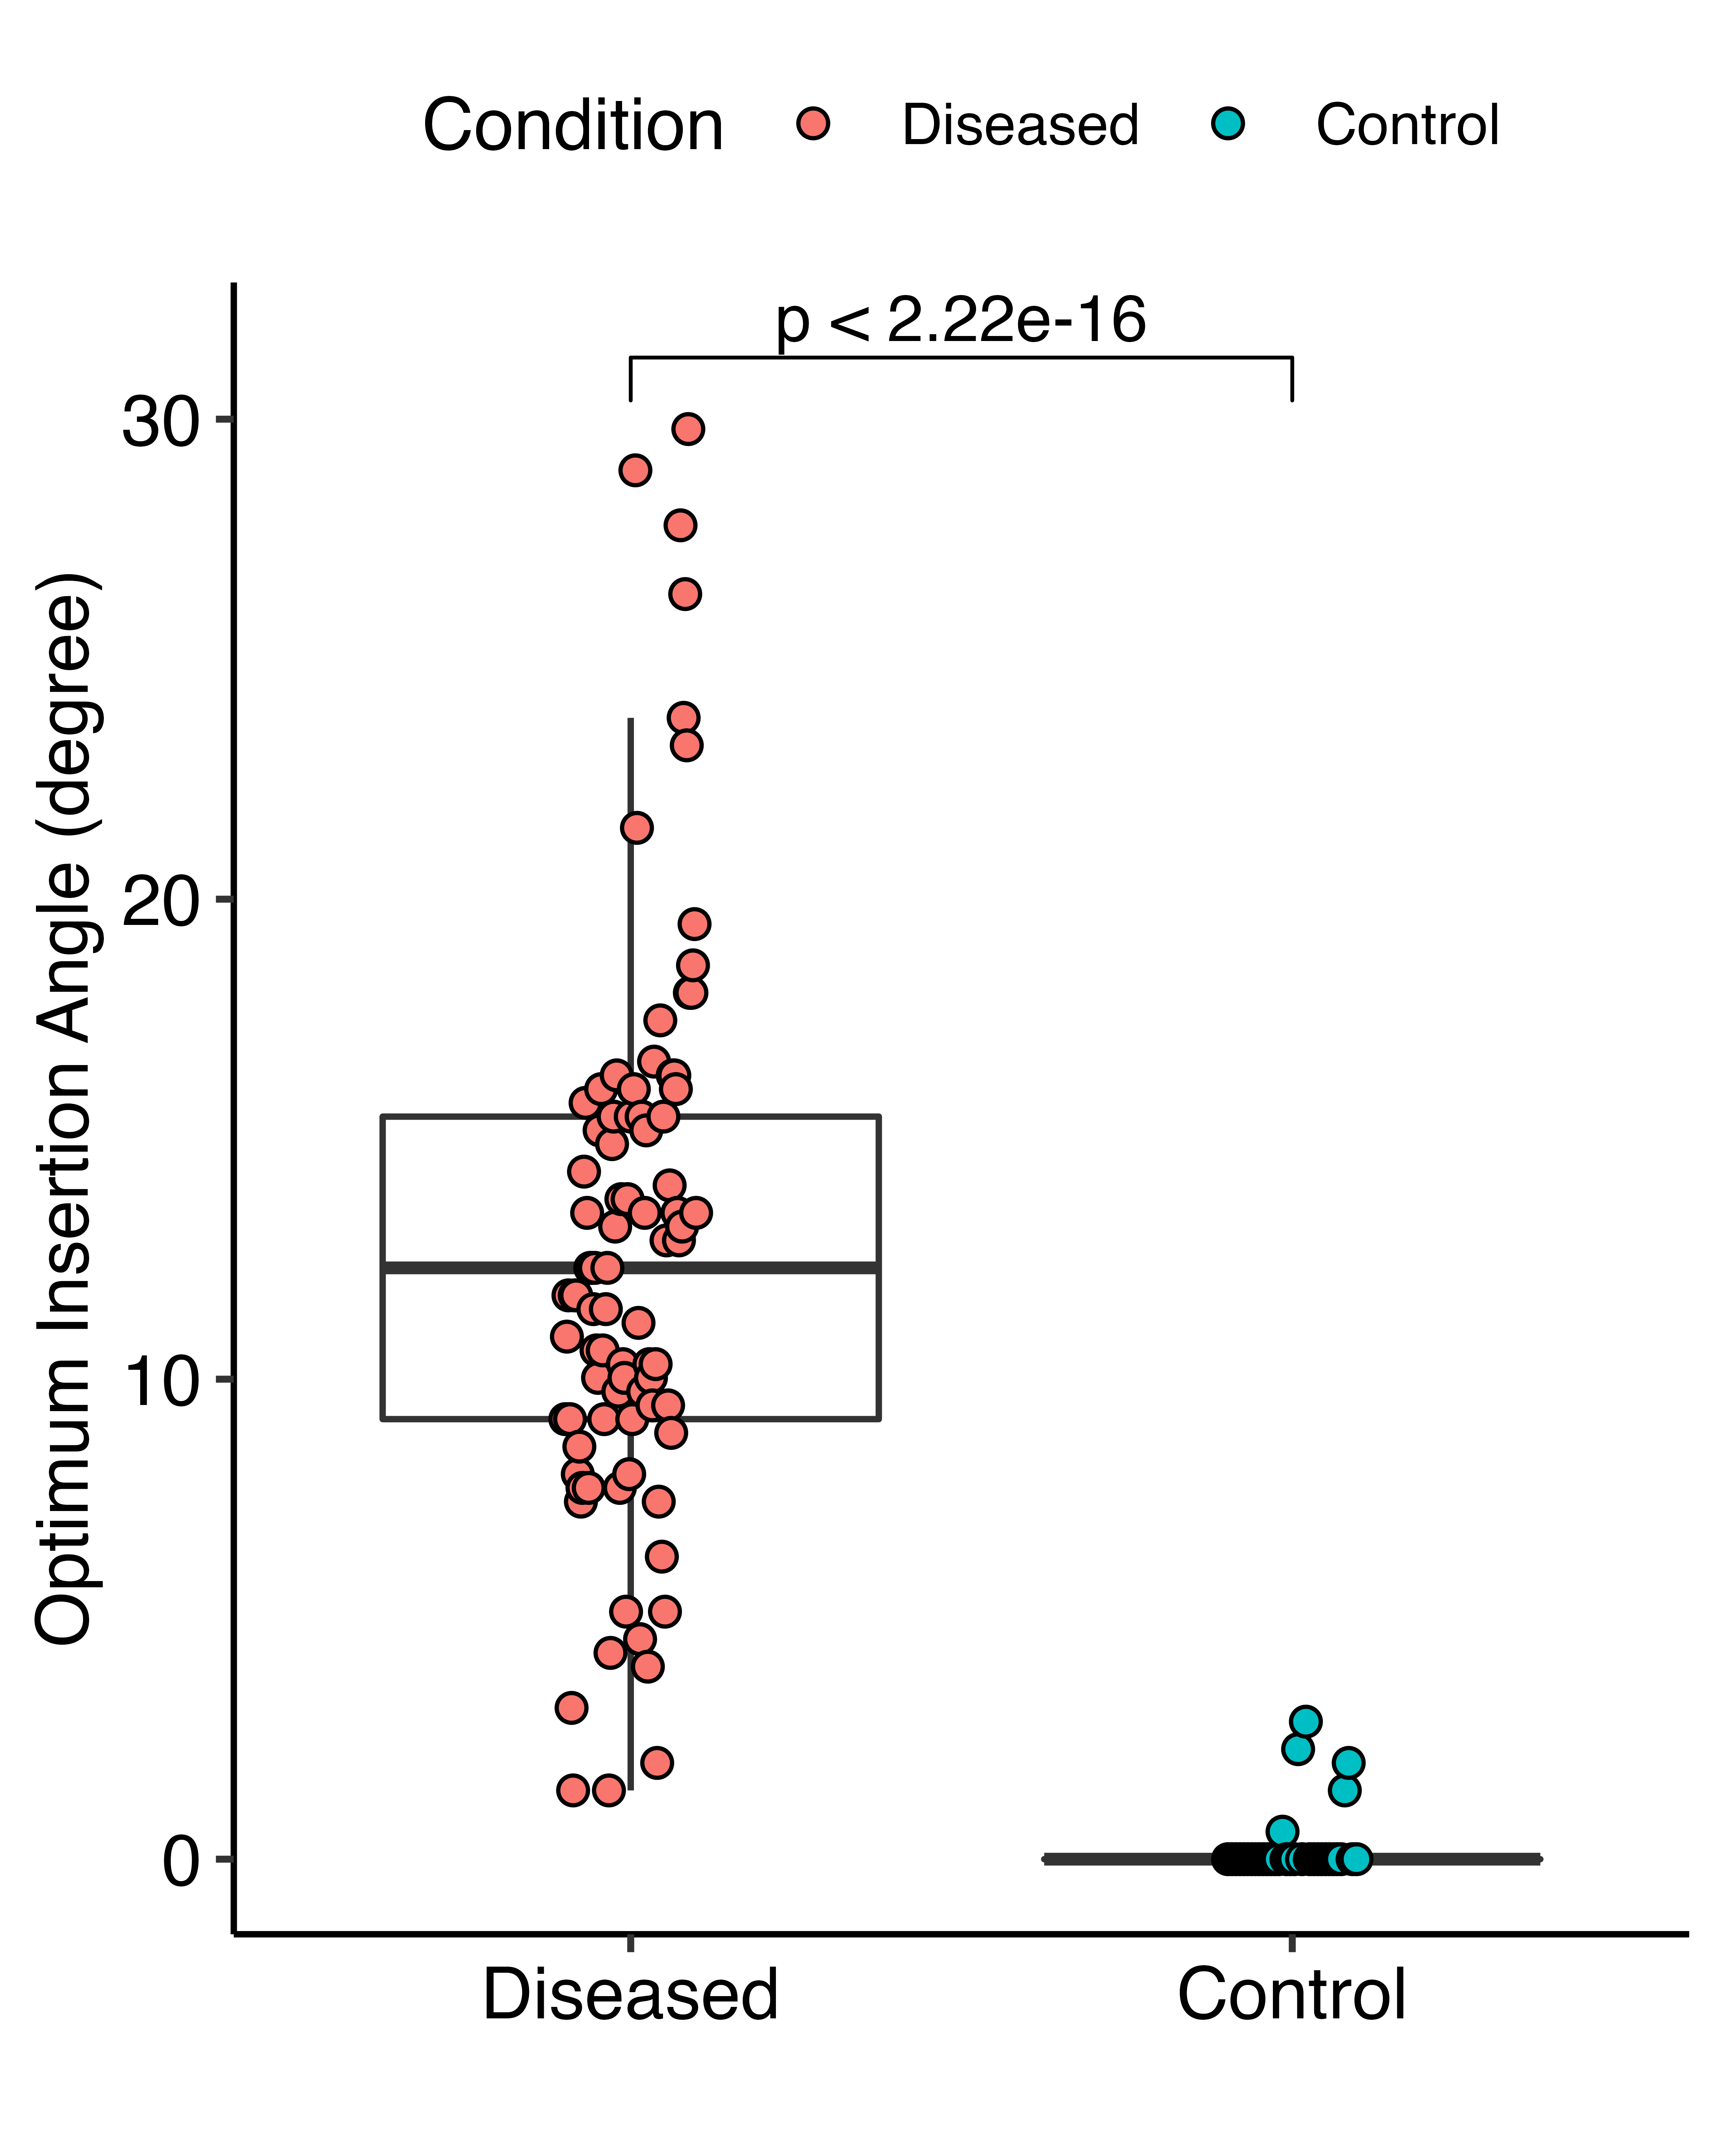 Condition Diseased Control
p < 2.22e-16
Optimum Insertion Angle (degree)
30
20
10
0
Diseased Control